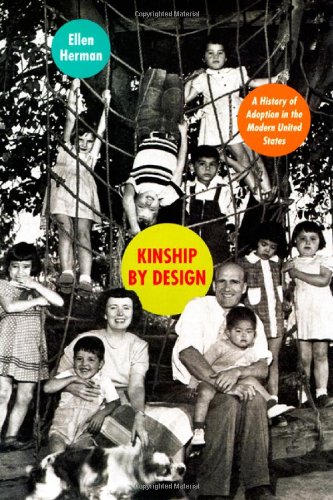 Ellen
Herman
A History of
Adoption in the
Modern United
States
KINSHIP
BY DESIGN